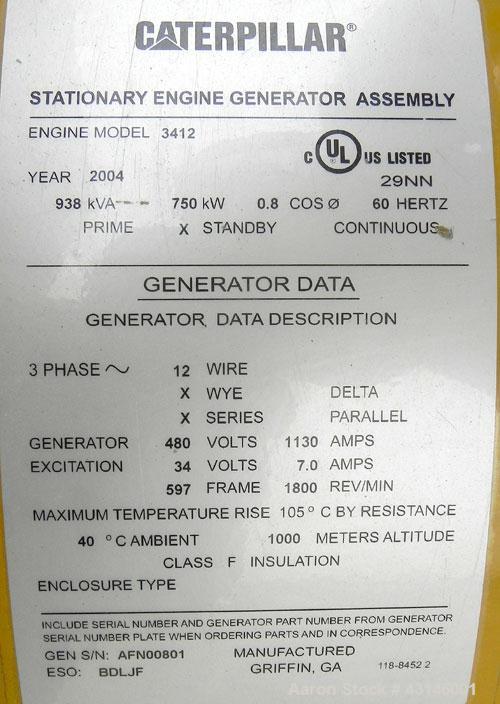 CATERPILLAR®
STATIONARY ENGINE GENERATOR ASSEMBLY
ENGINE MODEL 3412
C UL US LISTED
YEAR 2004 29NN
938 kVA 750 kW 0.8 COS Ø 60 HERTZ
PRIME X STANDBY CONTINUOUS
GENERATOR DATA
GENERATOR DATA DESCRIPTION
3 PHASE ~ 12 WIRE
X WYE DELTA
X SERIES PARALLEL
GENERATOR 480 VOLTS 1130 AMPS
EXCITATION 34 VOLTS 7.0 AMPS
597 FRAME 1800 REV/MIN
MAXIMUM TEMPERATURE RISE 105° C BY RESISTANCE
40 °C AMBIENT 1000 METERS ALTITUDE
CLASS F INSULATION
ENCLOSURE TYPE
INCLUDE SERIAL NUMBER AND GENERATOR PART NUMBER FROM GENERATOR
SERIAL NUMBER PLATE WHEN ORDERING PARTS AND IN CORRESPONDENCE.
GEN S/N: AFN00801 MANUFACTURED
ESO: BDLJF GRIFFIN, GA 118-8452 2
Aaron Stock # 43146001